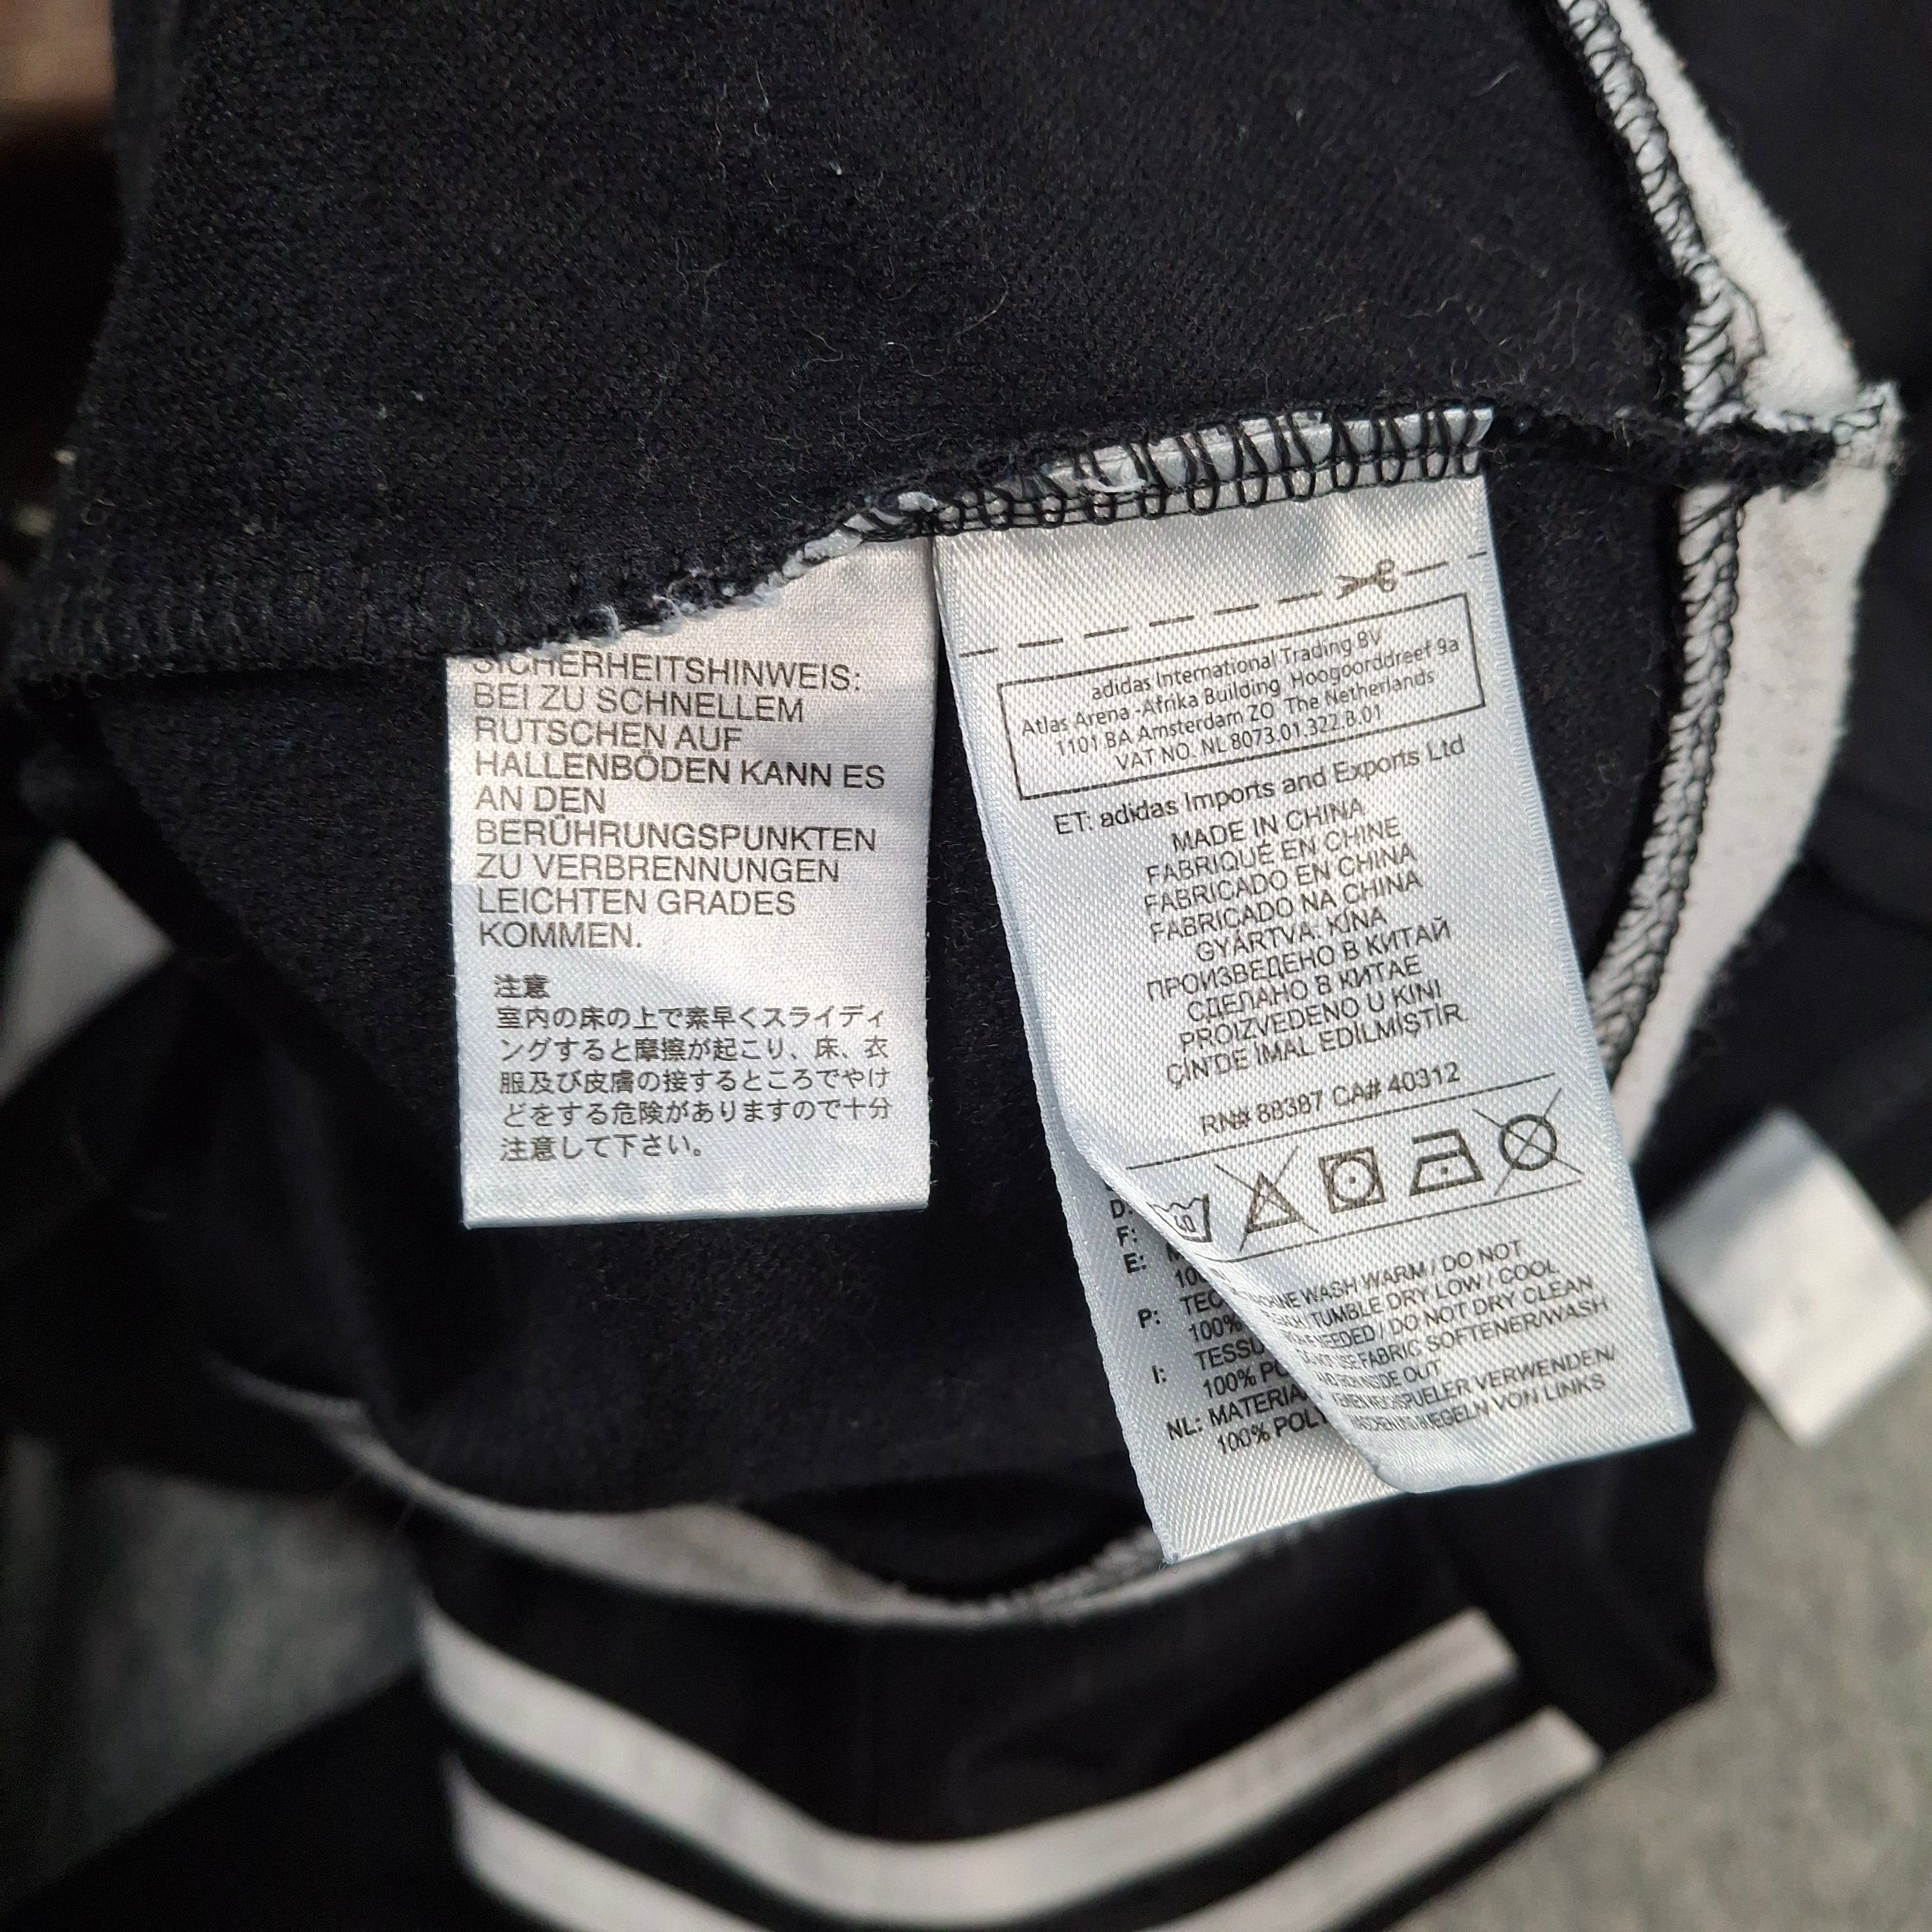 SICHERHEITSHINWEIS:
BEI ZU SCHNELLEM
RUTSCHEN AUF
HALLENBÖDEN KANN ES
AN DEN
BERÜHRUNGSPUNKTEN
ZU VERBRENNUNGEN
LEICHTEN GRADES
KOMMEN.
注意
室内の床の上で素早くスライディ
ングすると摩擦が起こり、床、衣
服及び皮膚の接するところでやけ
どをする危険がありますので十分
注意して下さい。
adidas International Trading BV
Atlas Arena -Afrika Building Hoogoorddreef 9a
1101 BA Amsterdam ZO The Netherlands
VAT NO. NL 8073.01.322.B.01
ET: adidas Imports and Exports Ltd
MADE IN CHINA
FABRIQUÉ EN CHINE
FABRICADO EN CHINA
FABRICADO NA CHINA
GYÁRTVA. KÍNA
ПРОИЗВЕДЕНО В КИТАЙ
СДЕЛАНО В КИТАЕ
PROIZVEDENO U KINI
ÇİN'DE İMAL EDİLMİŞTİR.
RN# 88387 CA# 40312
40
WASH WARM / DO NOT
TUMBLE DRY LOW / COOL
NEEDED / DO NOT DRY CLEAN
DO NOT USE FABRIC SOFTENER/WASH
INSIDE OUT
VERWENDEN/
VON LINKS
D:
F:
E:
P:
100%
I:
100%
NL:
100%